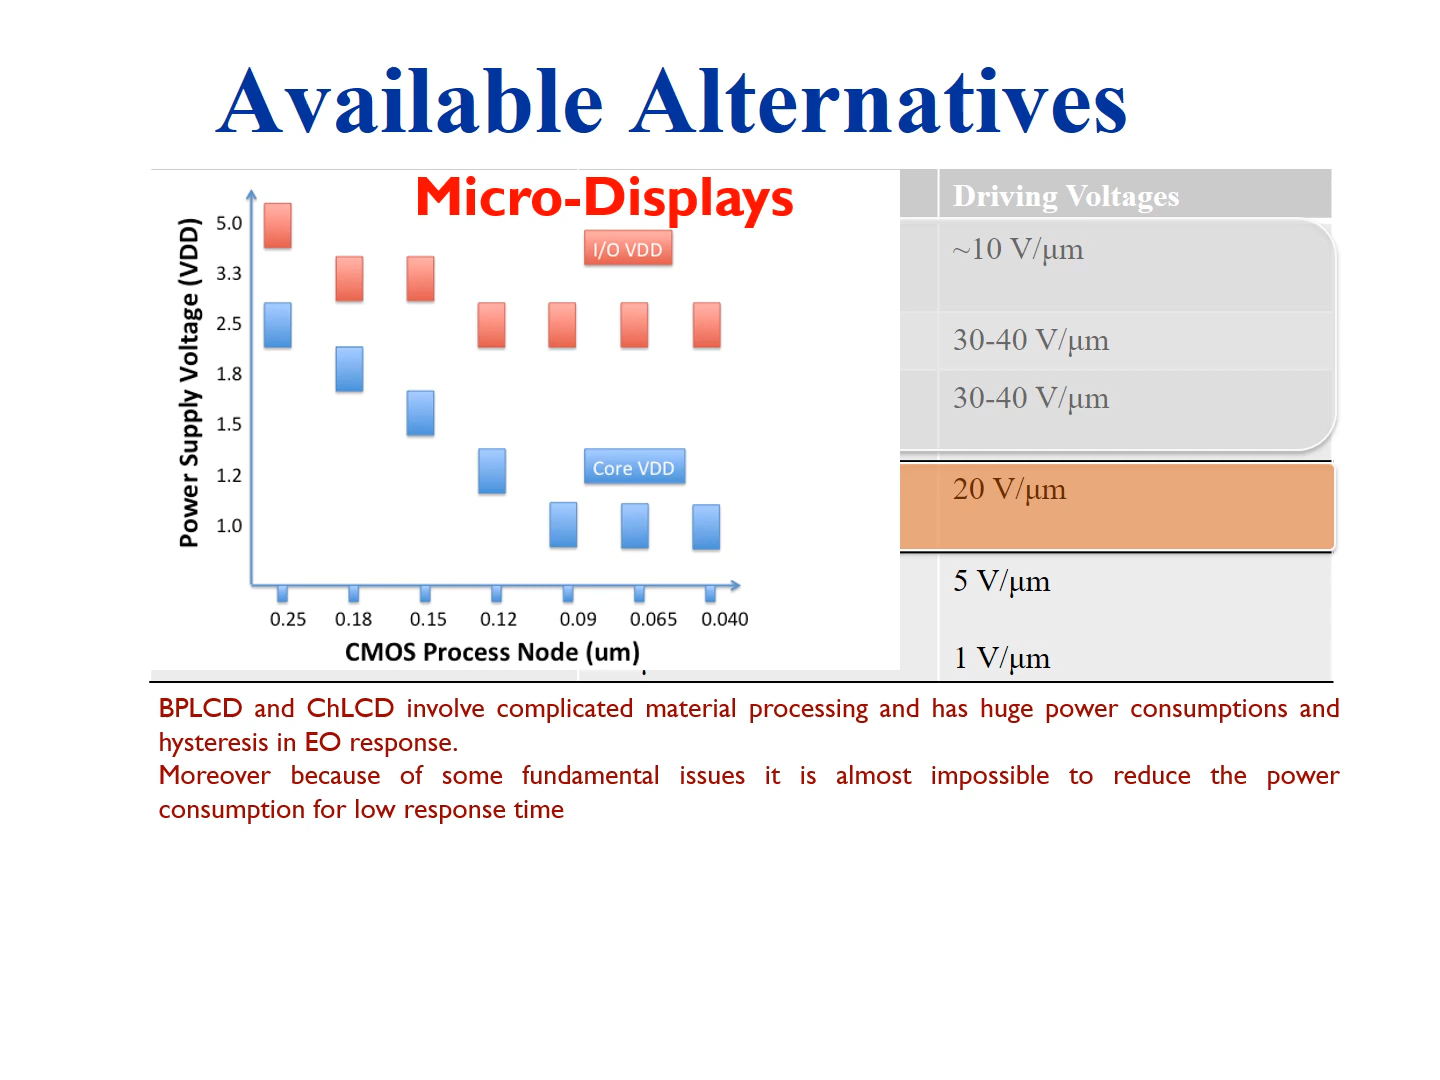 Available Alternatives
Micro-Displays
Driving Voltages
Power Supply Voltage (VDD)
5.0
3.3
2.5
1.8
1.5
1.2
1.0
I/O VDD
Core VDD
0.25 0.18 0.15 0.12 0.09 0.065 0.040
CMOS Process Node (um)
~10 V/μm
30-40 V/μm
30-40 V/μm
20 V/μm
5 V/μm
1 V/μm
BPLCD and ChLCD involve complicated material processing and has huge power consumptions and
hysteresis in EO response.
Moreover because of some fundamental issues it is almost impossible to reduce the power
consumption for low response time